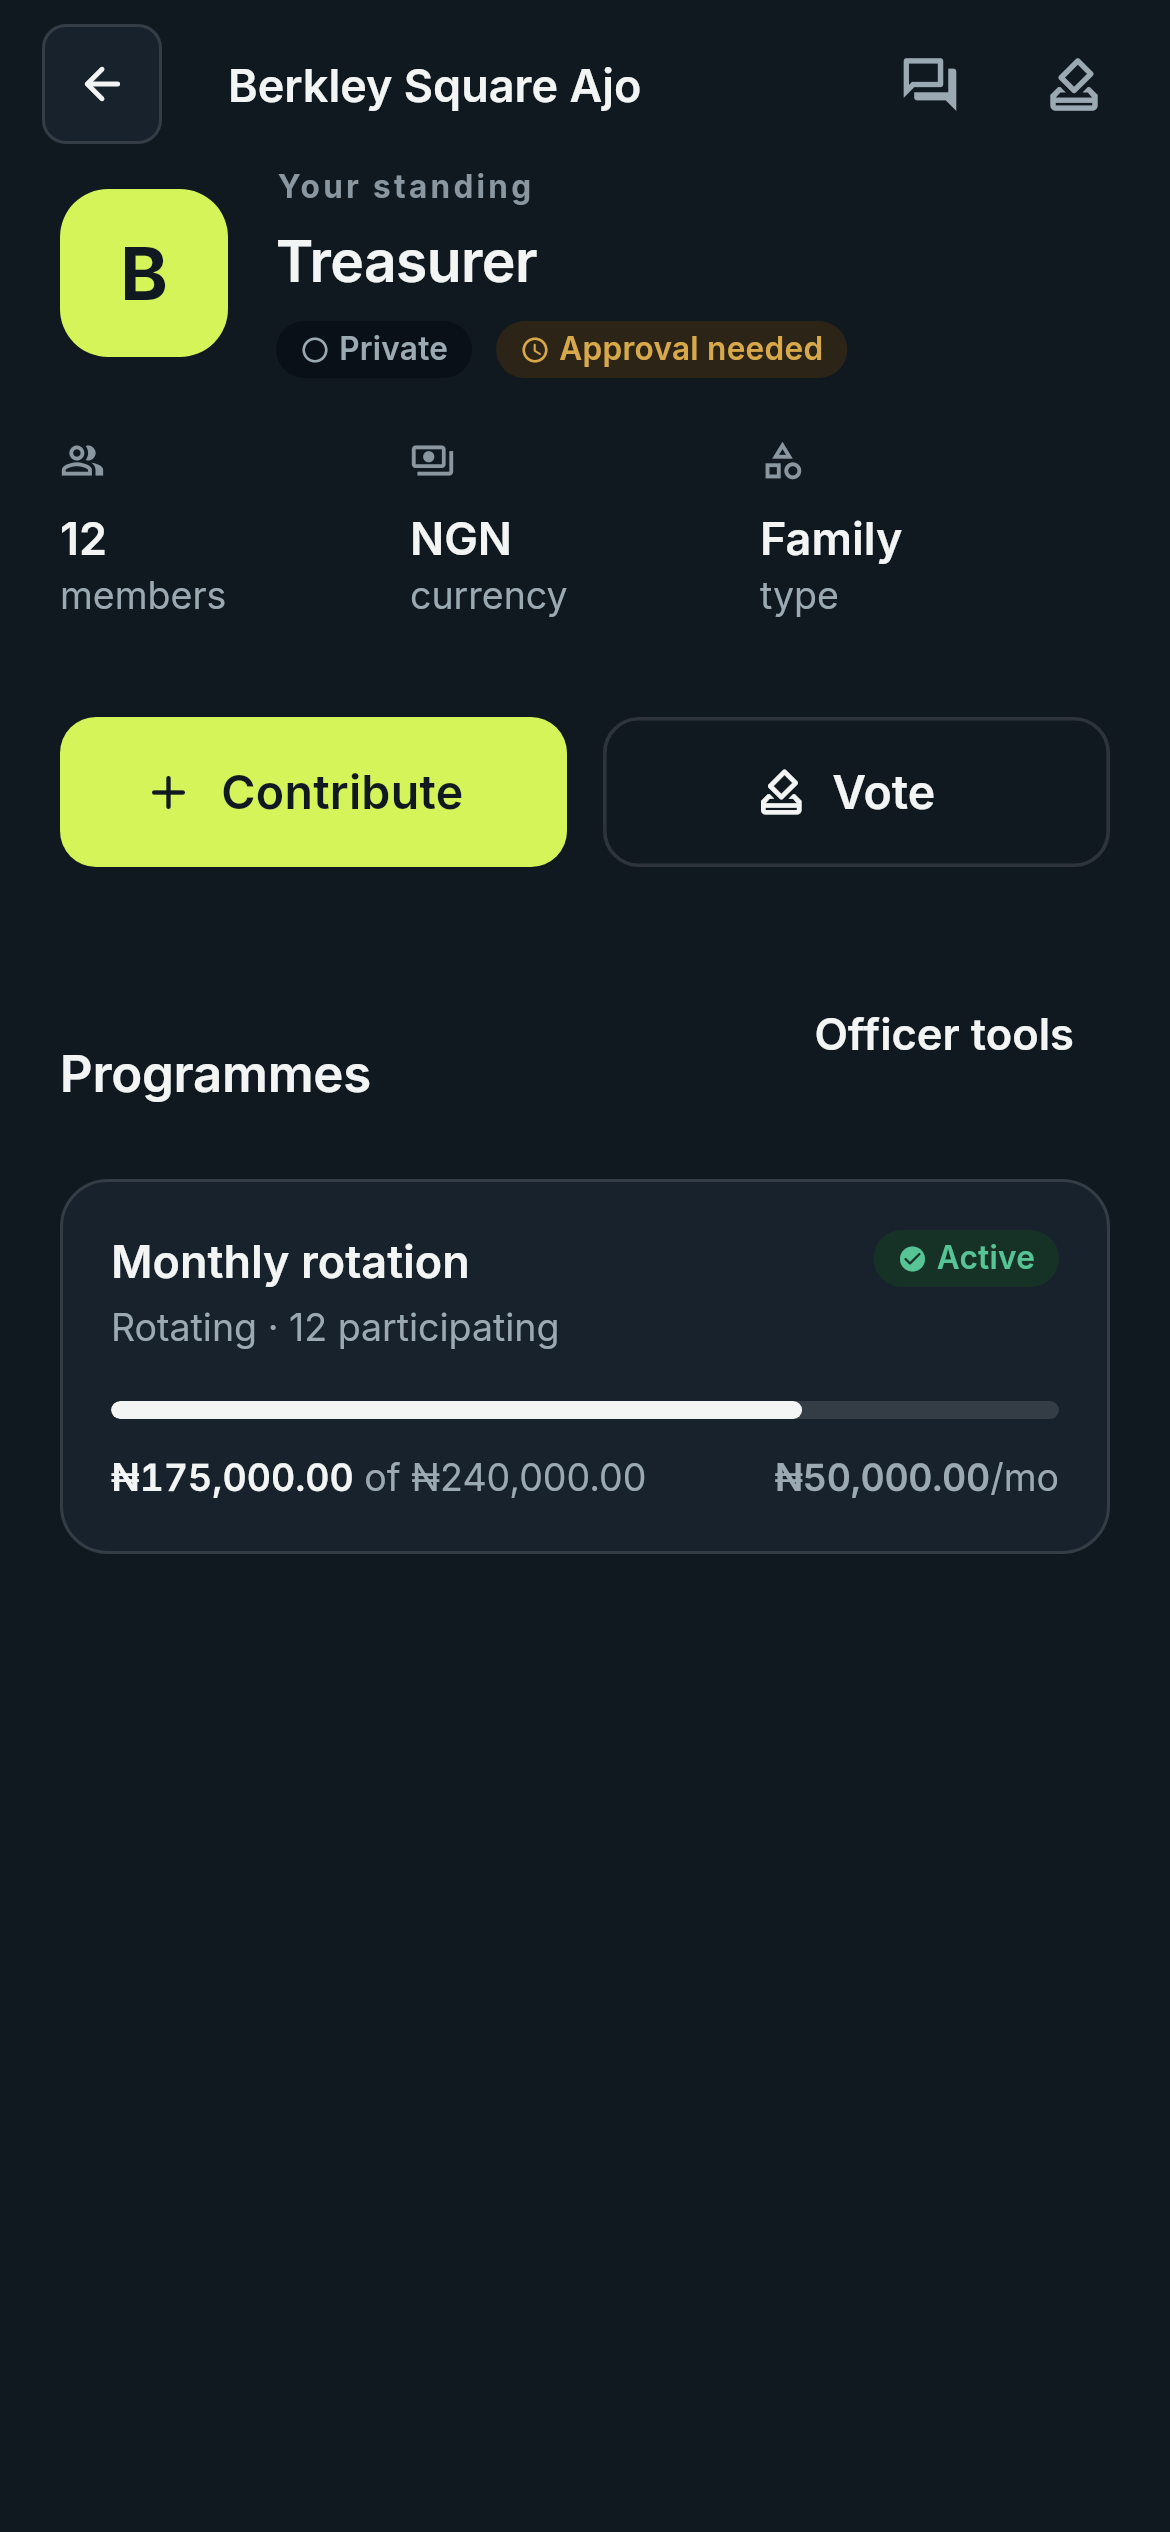 Berkley Square Ajo
Your standing
B
Treasurer
Private
Approval needed
12
members
NGN
currency
Family
type
Contribute
Vote
Officer tools
Programmes
Monthly rotation
Active
Rotating · 12 participating
₦175,000.00 of ₦240,000.00
₦50,000.00/mo